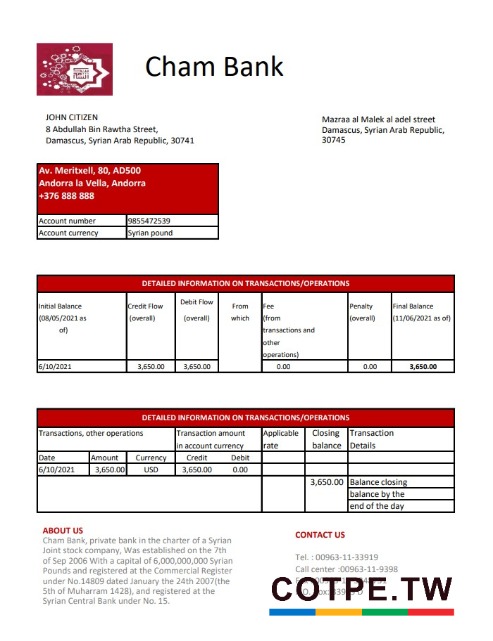 Cham Bank
JOHN CITIZEN
8 Abdullah Bin Rawtha Street,
Damascus, Syrian Arab Republic, 30741
Mazraa al Malek al adel street
Damascus, Syrian Arab Republic,
30745
Av. Meritxell, 80, AD500
Andorra la Vella, Andorra
+376 888 888
Account number 9855472539
Account currency Syrian pound
DETAILED INFORMATION ON TRANSACTIONS/OPERATIONS
Initial Balance Credit Flow Debit Flow From Fee Penalty Final Balance
(08/05/2021 as (overall) (overall) which (from (overall) (11/06/2021 as of)
of) transactions and
other
operations)
6/10/2021 3,650.00 3,650.00 0.00 0.00 3,650.00
DETAILED INFORMATION ON TRANSACTIONS/OPERATIONS
Transactions, other operations Transaction amount Applicable Closing Transaction
in account currency rate balance Details
Date Amount Currency Credit Debit
6/10/2021 3,650.00 USD 3,650.00 0.00
3,650.00 Balance closing
balance by the
end of the day
ABOUT US
Cham Bank, private bank in the charter of a Syrian
Joint stock company, Was established on the 7th
of Sep 2006 With a capital of 6,000,000,000 Syrian
Pounds and registered at the Commercial Register
under No.14809 dated January the 24th 2007(the
5th of Muharram 1428), and registered at the
Syrian Central Bank under No. 15.
CONTACT US
Tel. : 00963-11-33919
Call center :00963-11-9398
COTPE.TW